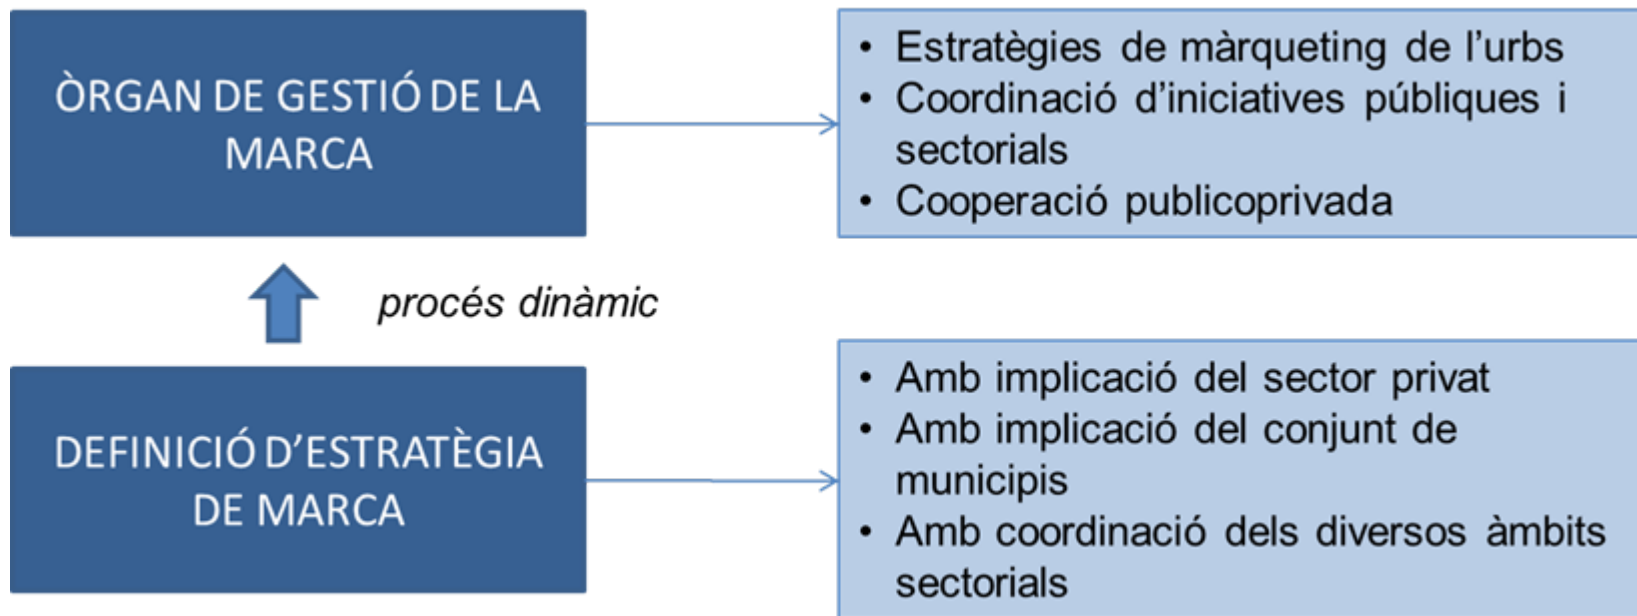 ÒRGAN DE GESTIÓ DE LA
MARCA
• Estratègies de màrqueting de l’urbs
• Coordinació d’iniciatives públiques i
sectorials
• Cooperació publicoprivada
procés dinàmic
DEFINICIÓ D’ESTRATÈGIA
DE MARCA
• Amb implicació del sector privat
• Amb implicació del conjunt de
municipis
• Amb coordinació dels diversos àmbits
sectorials